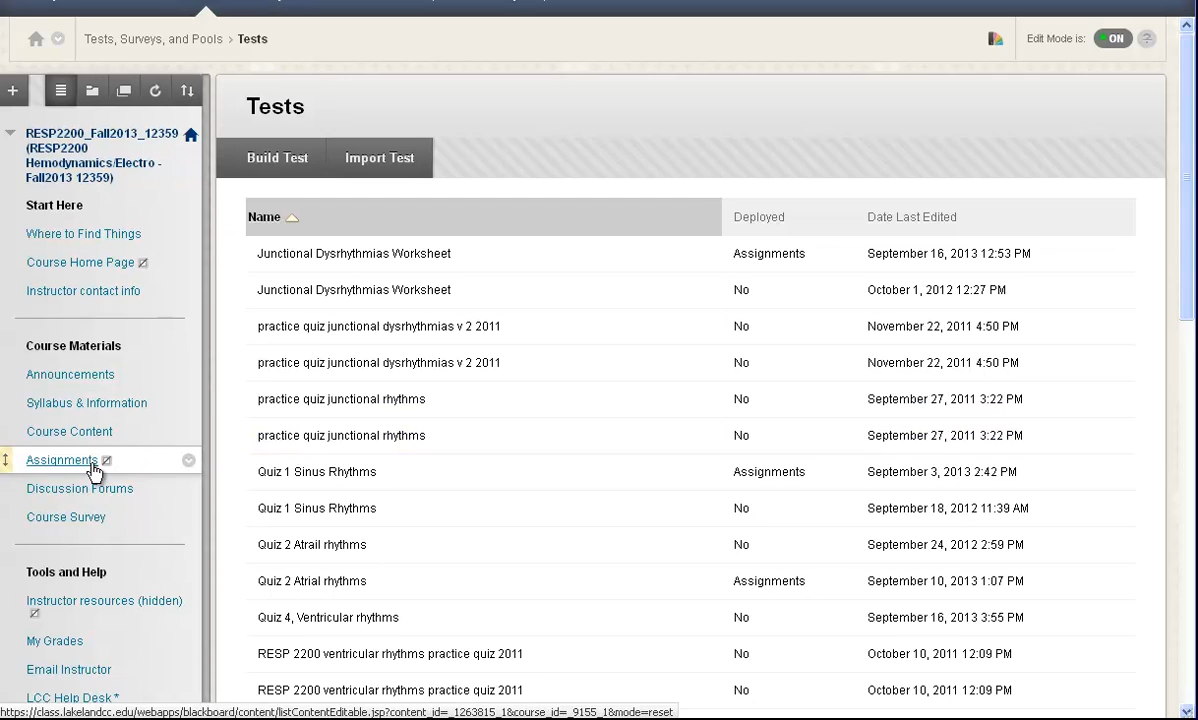 Tests, Surveys, and Pools › Tests
Edit Mode is: ON ?
RESP2200_Fall2013_12359
(RESP2200
Hemodynamics/Electro -
Fall2013 12359)
Start Here
Where to Find Things
Course Home Page
Instructor contact info
Course Materials
Announcements
Syllabus & Information
Course Content
Assignments
Discussion Forums
Course Survey
Tools and Help
Instructor resources (hidden)
My Grades
Email Instructor
LCC Help Desk *
Tests
Build Test Import Test
Name Deployed Date Last Edited
Junctional Dysrhythmias Worksheet Assignments September 16, 2013 12:53 PM
Junctional Dysrhythmias Worksheet No October 1, 2012 12:27 PM
practice quiz junctional dysrhythmias v 2 2011 No November 22, 2011 4:50 PM
practice quiz junctional dysrhythmias v 2 2011 No November 22, 2011 4:50 PM
practice quiz junctional rhythms No September 27, 2011 3:22 PM
practice quiz junctional rhythms No September 27, 2011 3:22 PM
Quiz 1 Sinus Rhythms Assignments September 3, 2013 2:42 PM
Quiz 1 Sinus Rhythms No September 18, 2012 11:39 AM
Quiz 2 Atrail rhythms No September 24, 2012 2:59 PM
Quiz 2 Atrial rhythms Assignments September 10, 2013 1:07 PM
Quiz 4, Ventricular rhythms No September 16, 2013 3:55 PM
RESP 2200 ventricular rhythms practice quiz 2011 No October 10, 2011 12:09 PM
RESP 2200 ventricular rhythms practice quiz 2011 No October 10, 2011 12:09 PM
https://class.lakelandcc.edu/webapps/blackboard/content/listContentEditable.jsp?content_id=_1263815_1&course_id=_9155_1&mode=reset